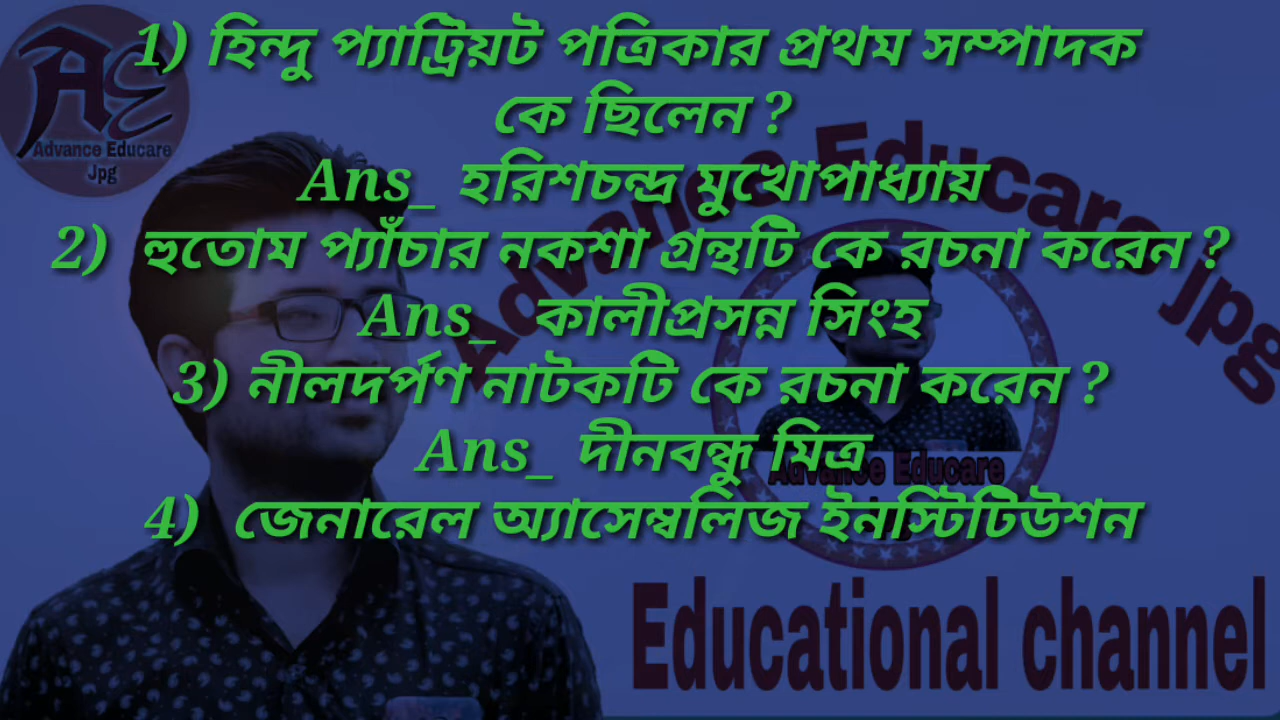 1) হিন্দু প্যাট্রিয়ট পত্রিকার প্রথম সম্পাদক
কে ছিলেন ?
Ans_ হরিশচন্দ্র মুখোপাধ্যায়
2) হুতোম প্যাঁচার নকশা গ্রন্থটি কে রচনা করেন ?
Ans_ কালীপ্রসন্ন সিংহ
3) নীলদর্পণ নাটকটি কে রচনা করেন ?
Ans_ দীনবন্ধু মিত্র
4) জেনারেল অ্যাসেম্বলিজ ইনস্টিটিউশন
AE
Advance Educare
Jpg
Advance Educare jpg
Advance Educare
Educational channel